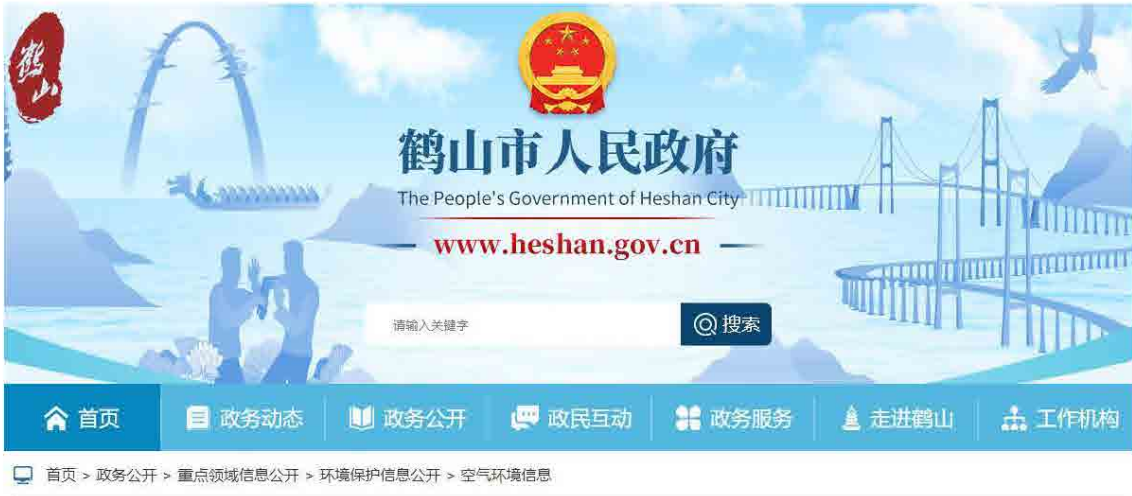 鹤山
鹤山市人民政府
The People's Government of Heshan City
www.heshan.gov.cn
请输入关键字
搜索
首页 政务动态 政务公开 政民互动 政务服务 走进鹤山 工作机构
首页 > 政务公开 > 重点领域信息公开 > 环境保护信息公开 > 空气环境信息